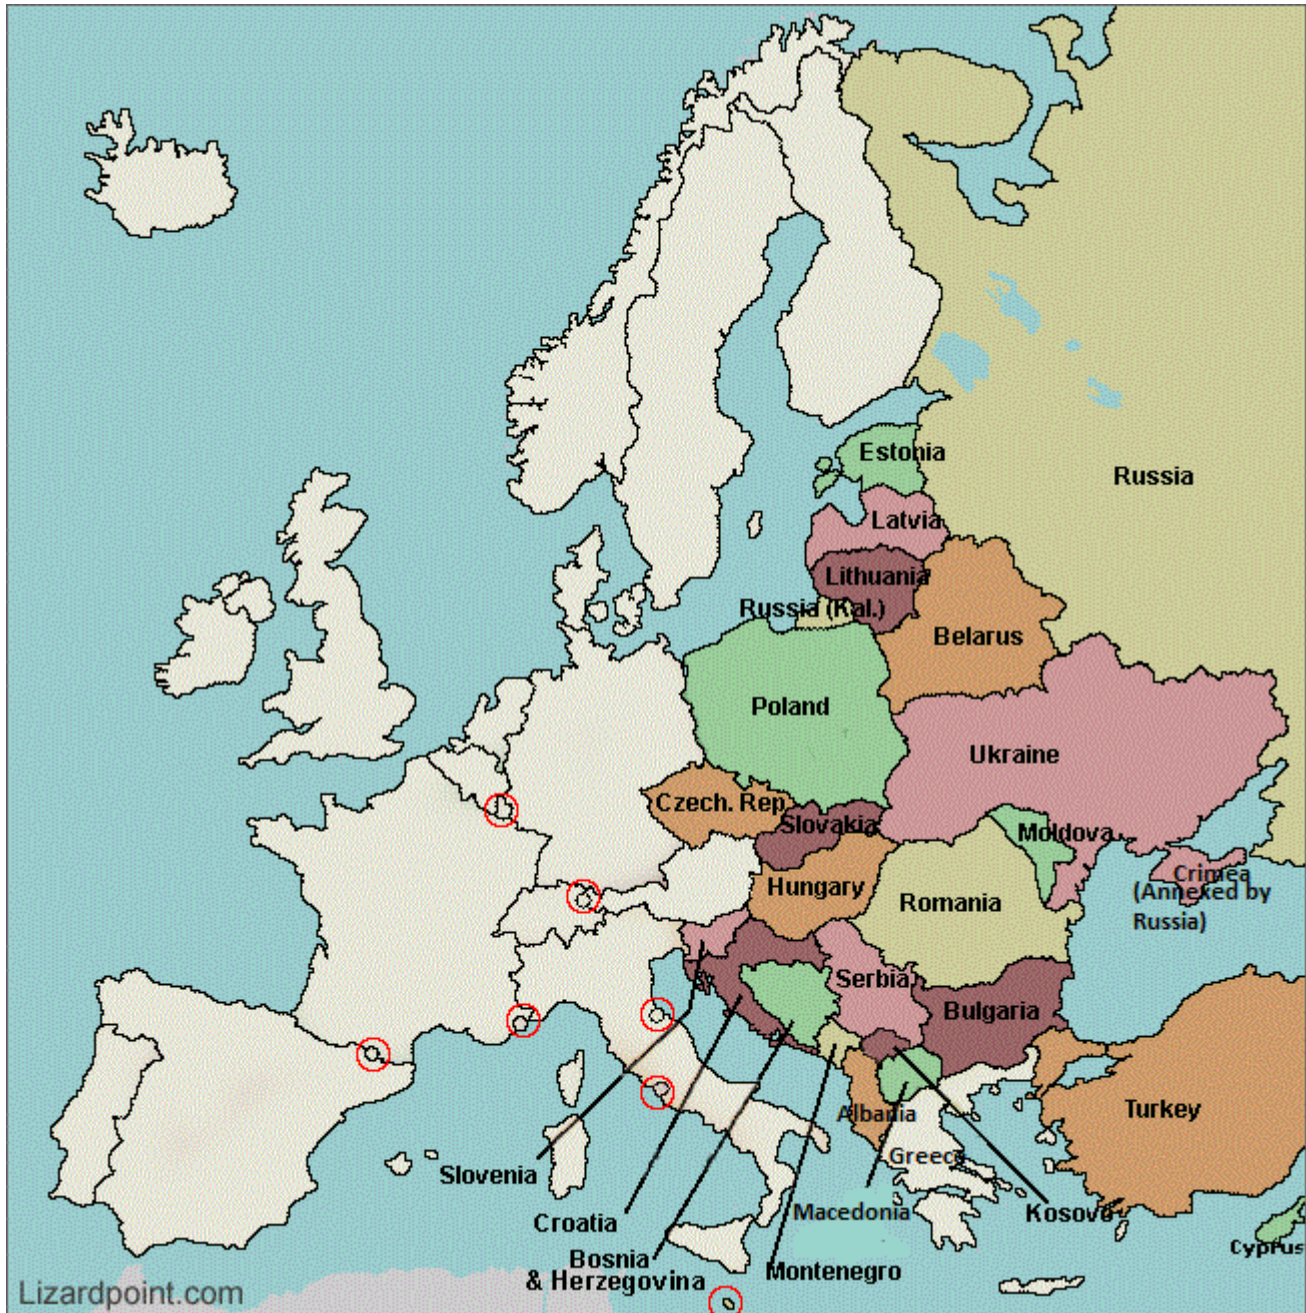 Estonia
Russia
Latvia
Lithuania
Russia (Kal.)
Belarus
Poland
Ukraine
Czech. Rep
Slovakia
Moldova
Crimea
(Annexed by
Russia)
Hungary
Romania
Serbia
Bulgaria
Turkey
Albania
Greece
Slovenia
Macedonia
Kosovo
Croatia
Cyprus
Bosnia
& Herzegovina
Montenegro
Lizardpoint.com